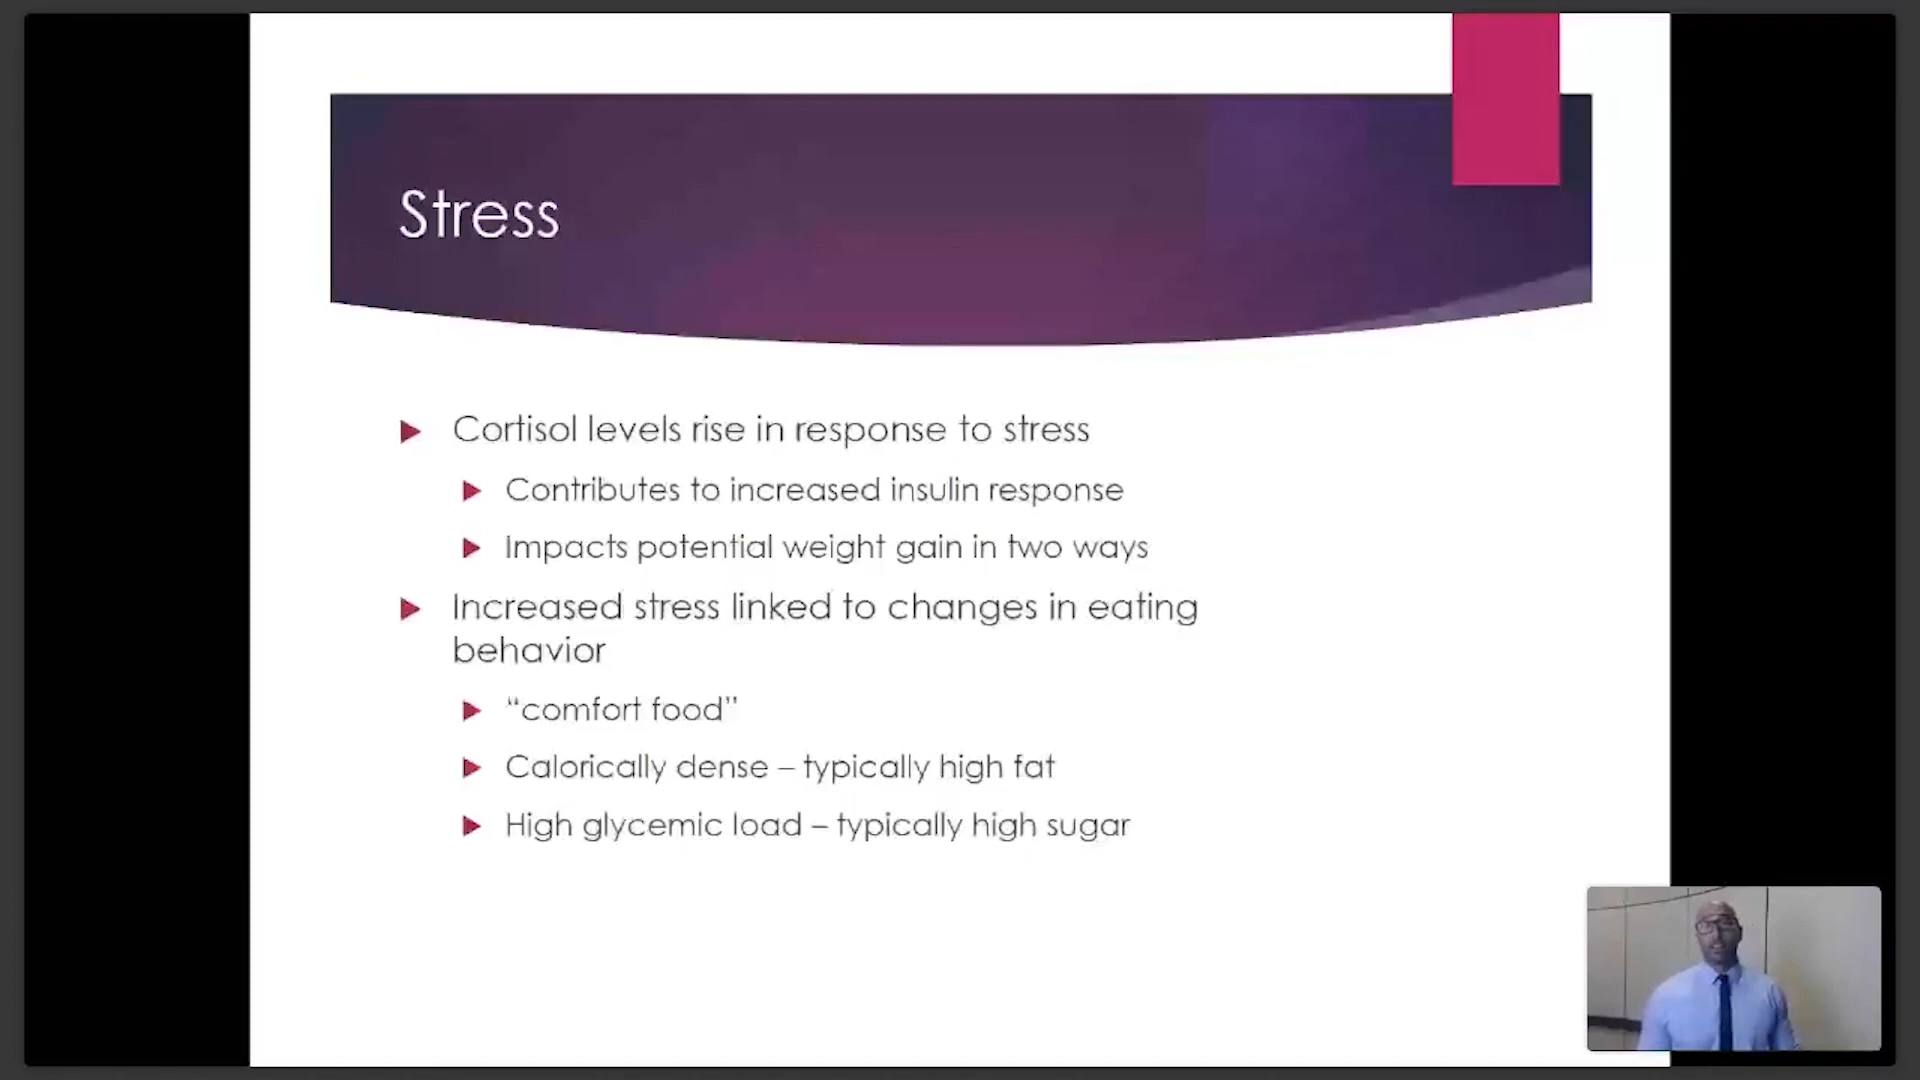 Stress
Cortisol levels rise in response to stress
Contributes to increased insulin response
Impacts potential weight gain in two ways
Increased stress linked to changes in eating
behavior
“comfort food”
Calorically dense – typically high fat
High glycemic load – typically high sugar